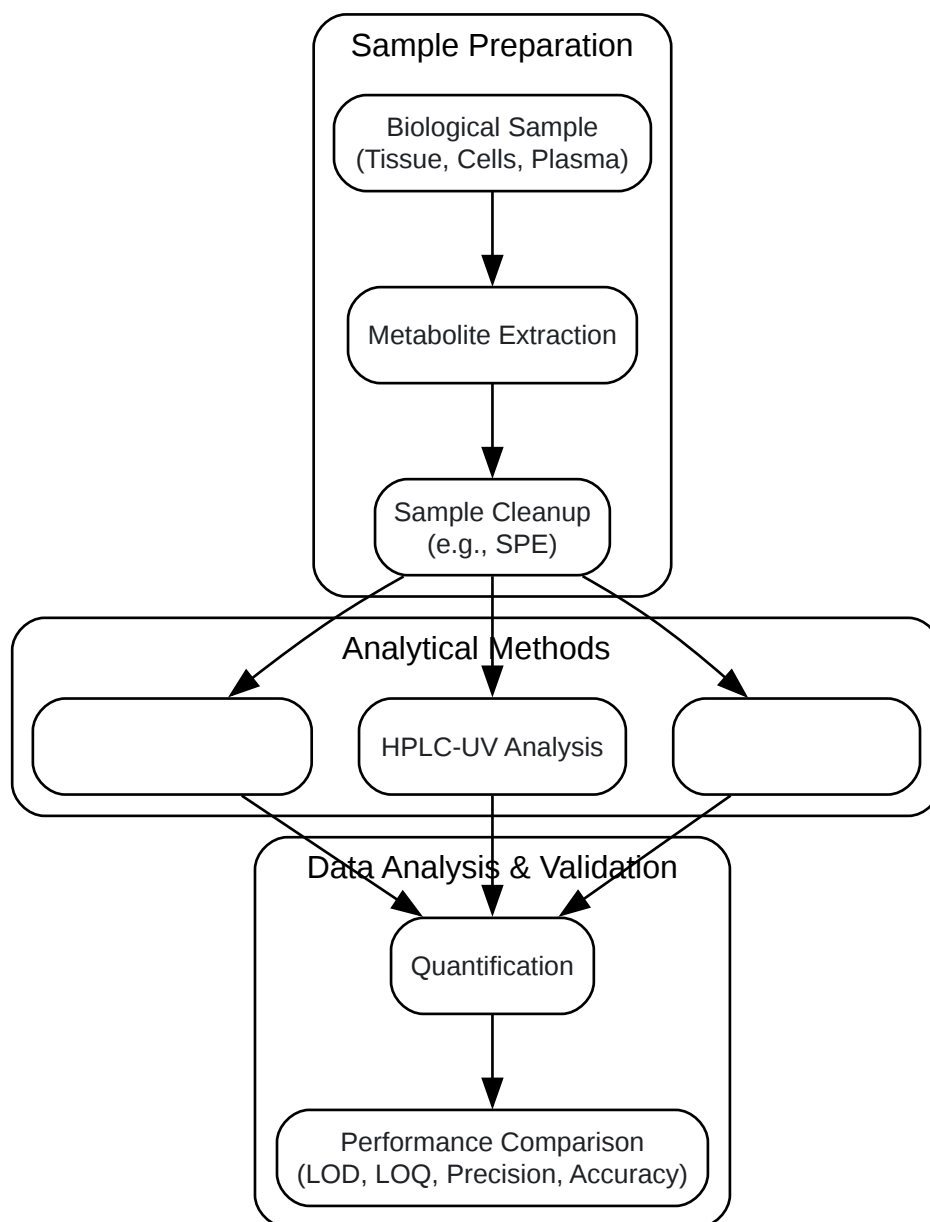 Sample Preparation
Biological Sample
(Tissue, Cells, Plasma)
Metabolite Extraction
Sample Cleanup
(e.g., SPE)
Analytical Methods
HPLC-UV Analysis
Data Analysis & Validation
Quantification
Performance Comparison
(LOD, LOQ, Precision, Accuracy)